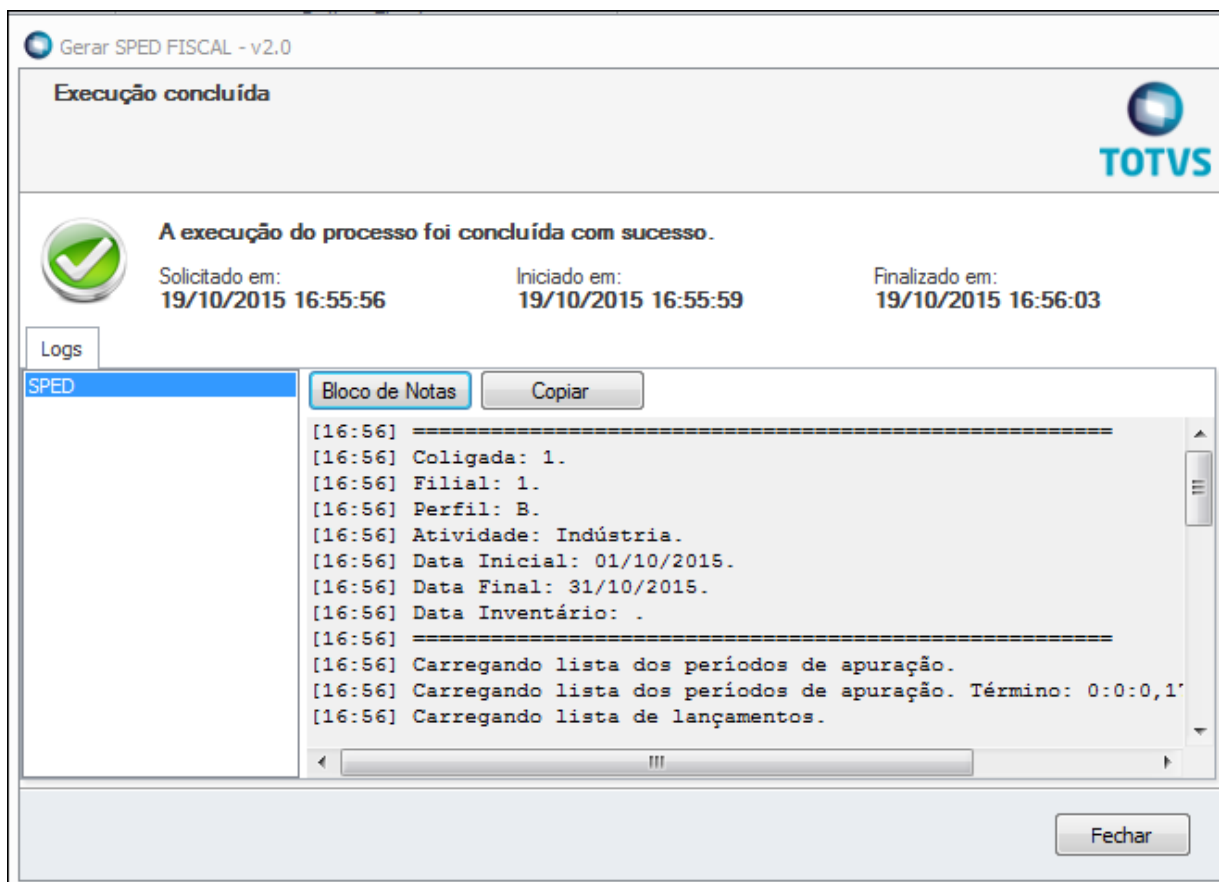 Gerar SPED FISCAL - v2.0
Execução concluída
TOTVS
A execução do processo foi concluída com sucesso.
Solicitado em: Iniciado em: Finalizado em:
19/10/2015 16:55:56 19/10/2015 16:55:59 19/10/2015 16:56:03
Logs
SPED
Bloco de Notas Copiar
[16:56] ======================================================
[16:56] Coligada: 1.
[16:56] Filial: 1.
[16:56] Perfil: B.
[16:56] Atividade: Indústria.
[16:56] Data Inicial: 01/10/2015.
[16:56] Data Final: 31/10/2015.
[16:56] Data Inventário: .
[16:56] ======================================================
[16:56] Carregando lista dos períodos de apuração.
[16:56] Carregando lista dos períodos de apuração. Término: 0:0:0,1
[16:56] Carregando lista de lançamentos.
Fechar